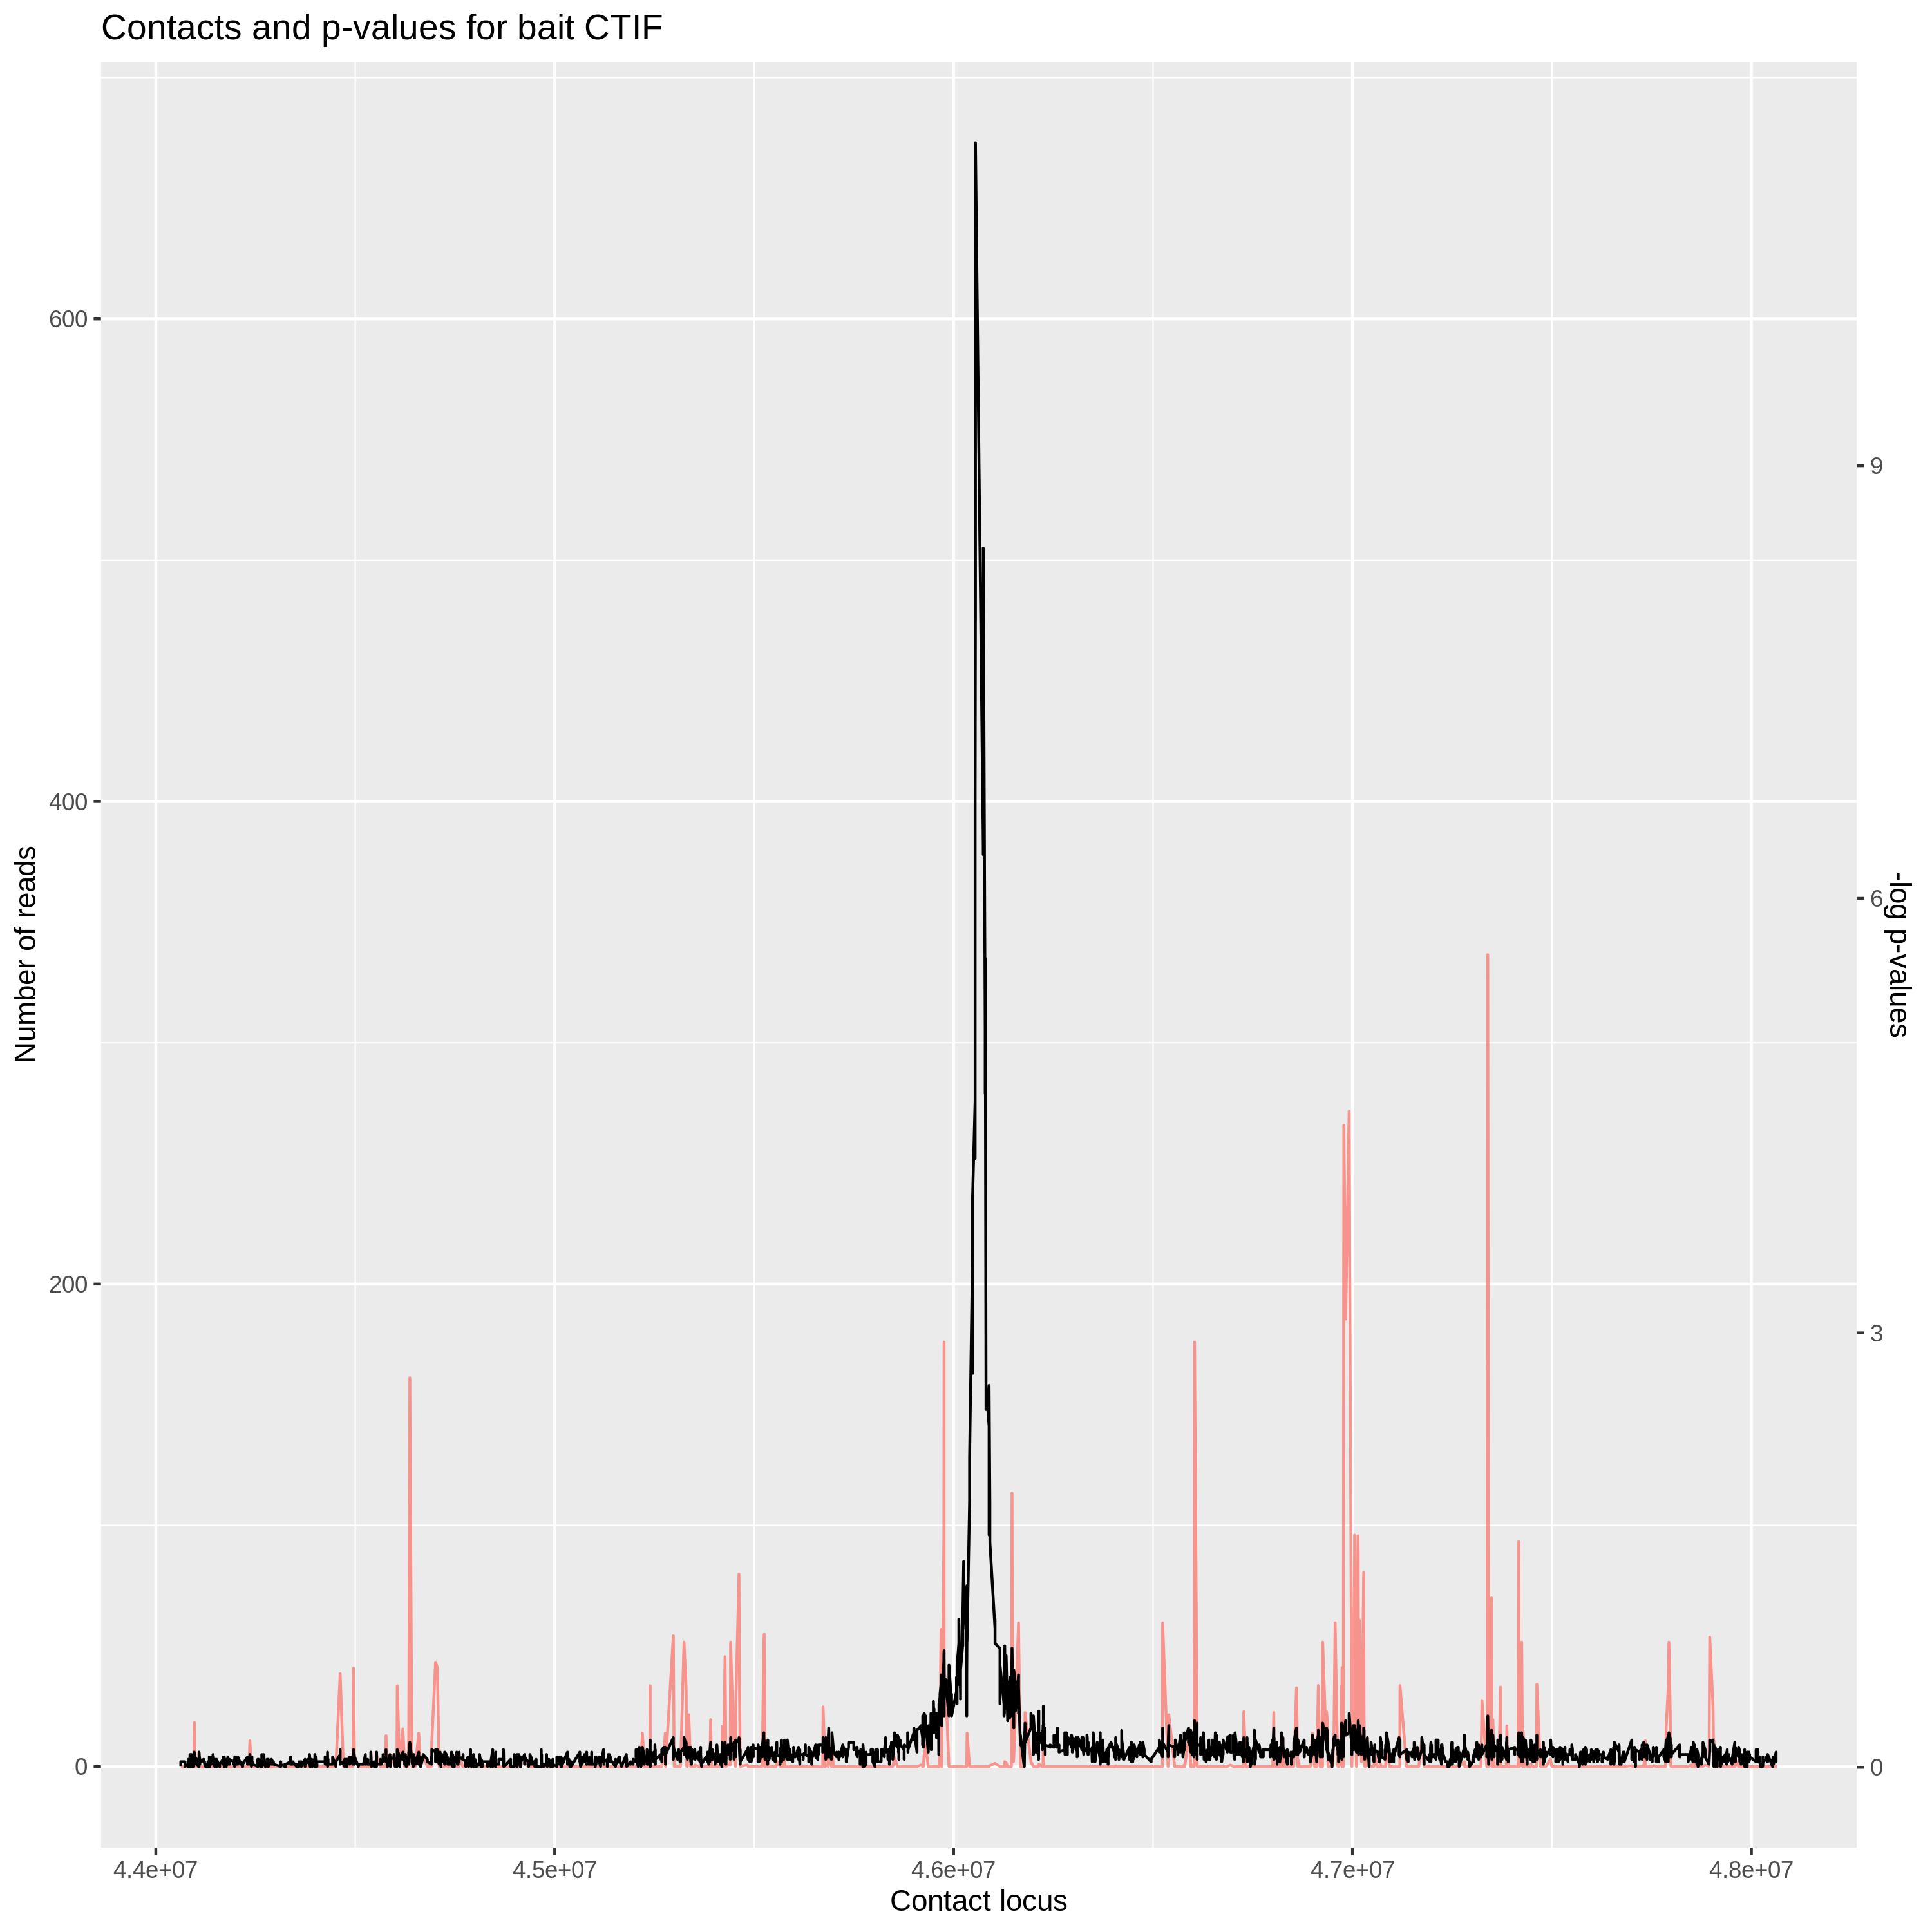 Contacts and p-values for bait CTIF
600
400
200
0
Number of reads
9
6
3
0
-log p-values
4.4e+07
4.5e+07
4.6e+07
4.7e+07
4.8e+07
Contact locus